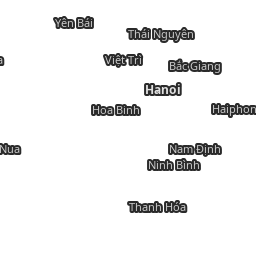 Yên Bái
Thái Nguyên
Việt Trì
Bắc Giang
Hanoi
Hoa Binh
Haiphon
Nua
Nam Định
Ninh Bình
Thanh Hóa